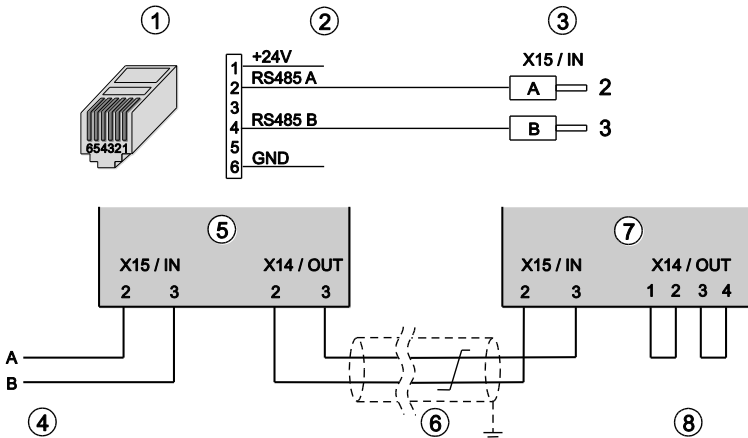 1 2 3
X15 / IN
1 +24V
2 RS485 A
A 2
3
4 RS485 B
B 3
5
6 GND
654321
5 7
X15 / IN X14 / OUT X15 / IN X14 / OUT
2 3 2 3 2 3 1 2 3 4
A
B
4 6 8